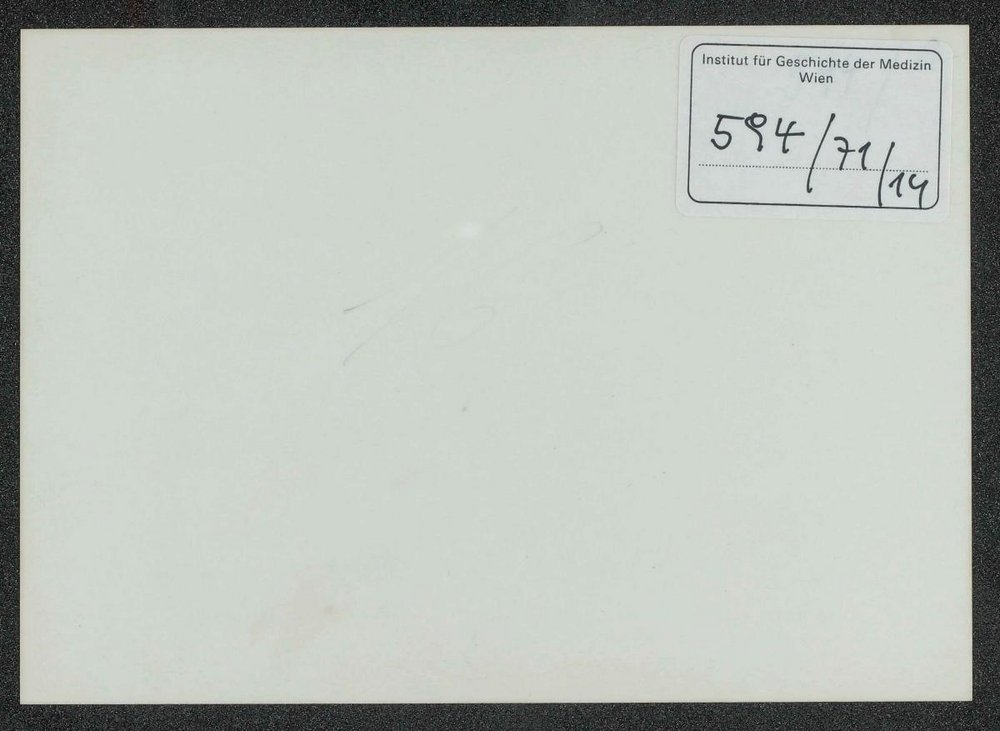 Institut für Geschichte der Medizin
Wien
594/71/14